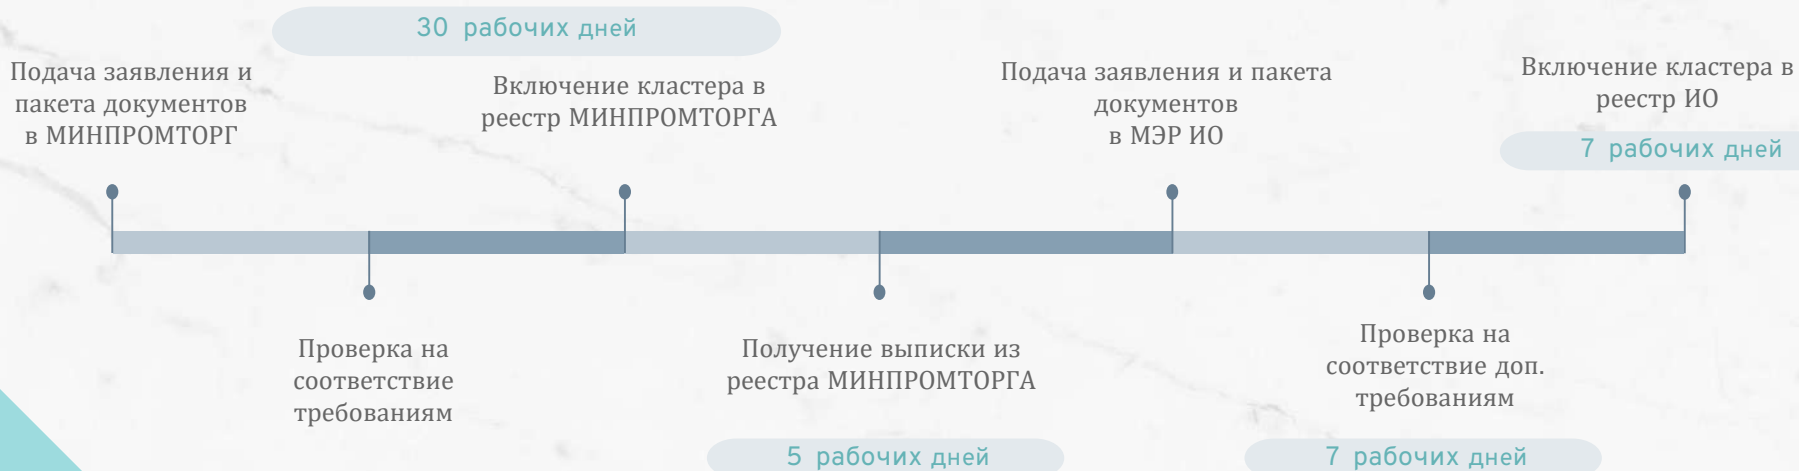 30 рабочих дней
Подача заявления и
пакета документов
в МИНПРОМТОРГ
Включение кластера в
реестр МИНПРОМТОРГА
Подача заявления и пакета
документов
в МЭР ИО
Включение кластера в
реестр ИО
7 рабочих дней
Проверка на
соответствие
требованиям
Получение выписки из
реестра МИНПРОМТОРГА
5 рабочих дней
Проверка на
соответствие доп.
требованиям
7 рабочих дней